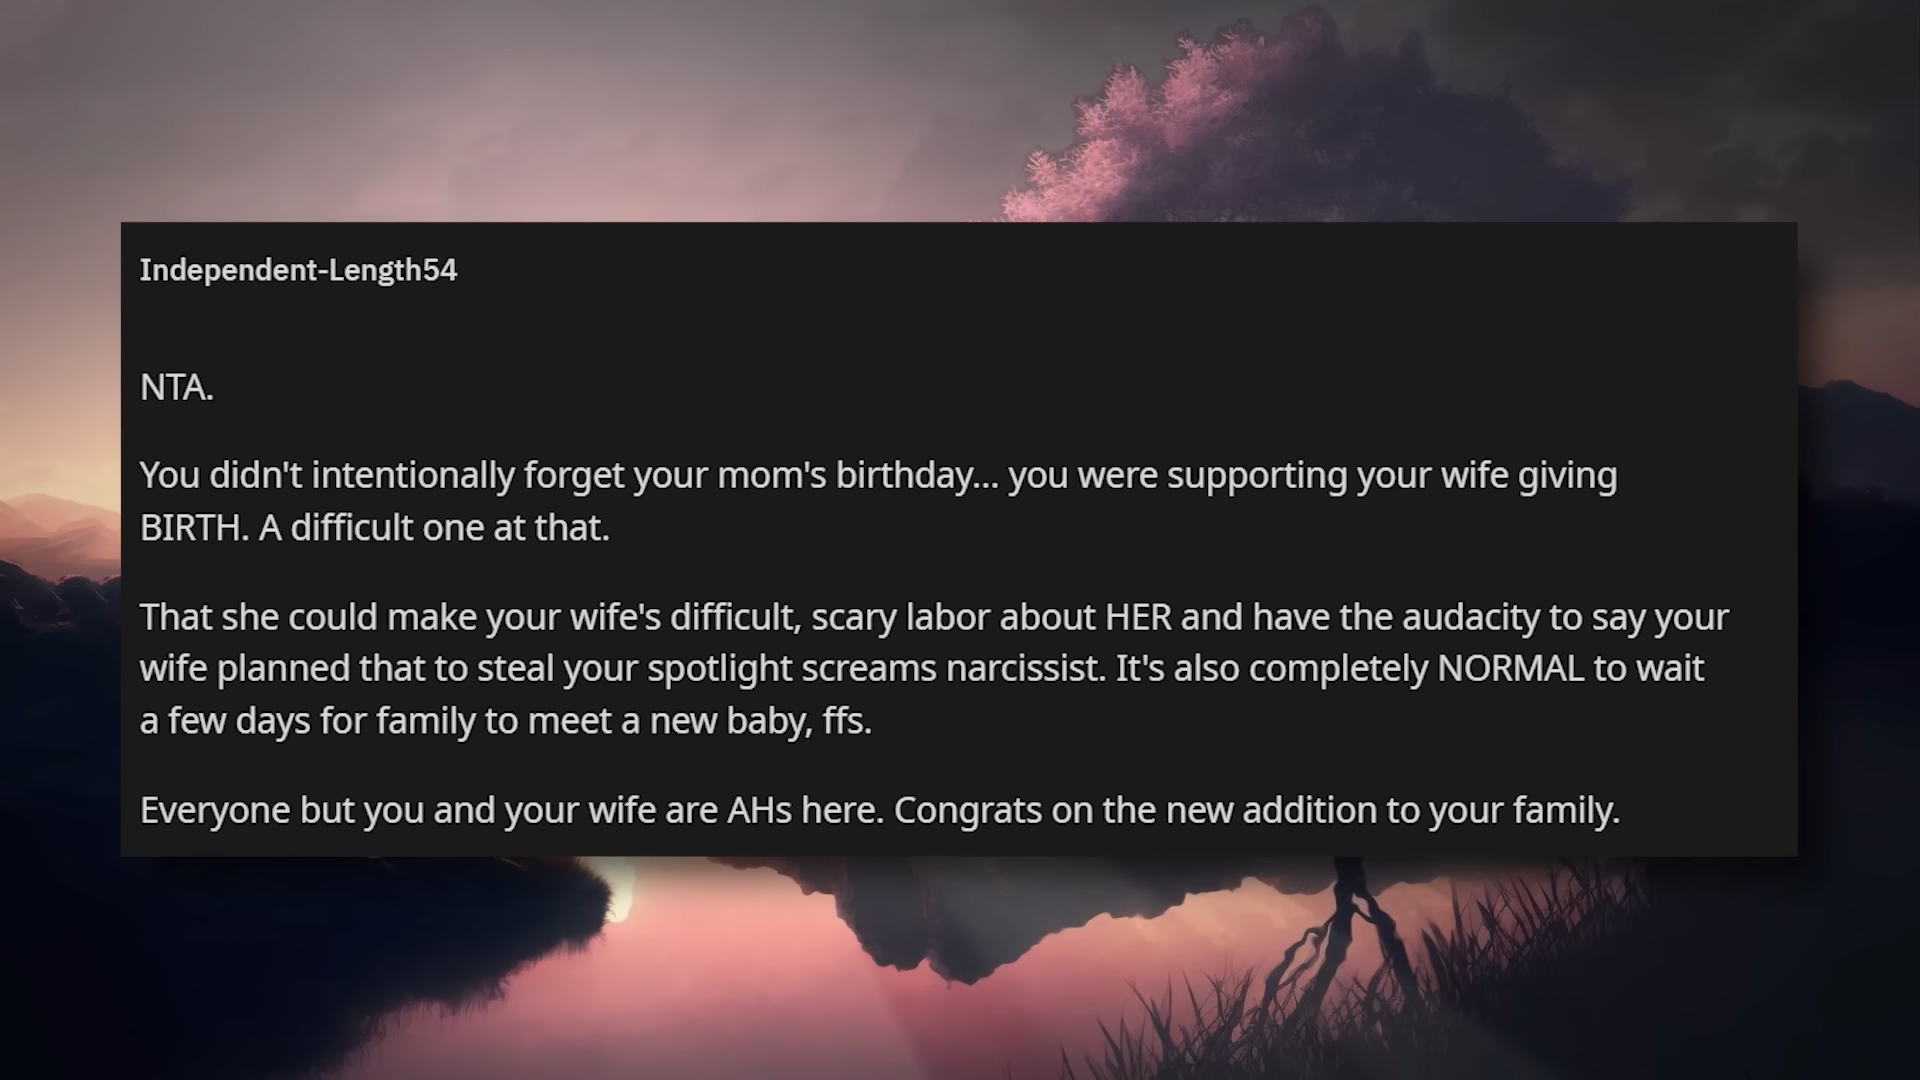 Independent-Length54
NTA.
You didn't intentionally forget your mom's birthday... you were supporting your wife giving
BIRTH. A difficult one at that.
That she could make your wife's difficult, scary labor about HER and have the audacity to say your
wife planned that to steal your spotlight screams narcissist. It's also completely NORMAL to wait
a few days for family to meet a new baby, ffs.
Everyone but you and your wife are AHs here. Congrats on the new addition to your family.